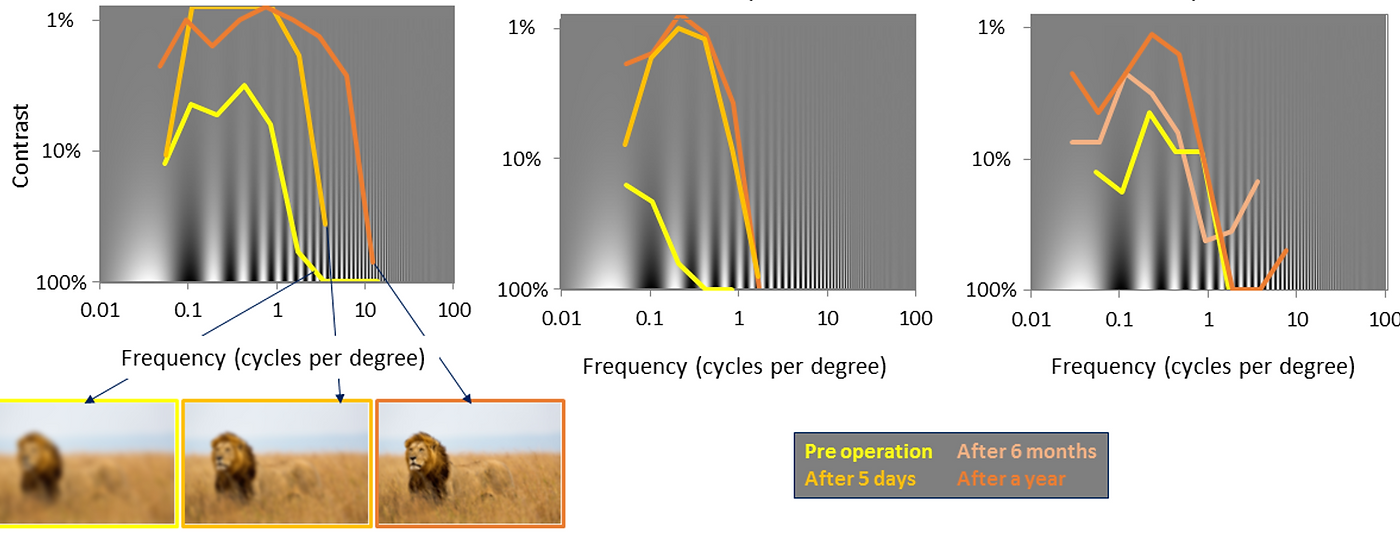 1%
10%
100%
Contrast
0.01 0.1 1 10 100
Frequency (cycles per degree)
1%
10%
100%
0.01 0.1 1 10 100
Frequency (cycles per degree)
1%
10%
100%
0.01 0.1 1 10 100
Frequency (cycles per degree)
Pre operation After 6 months
After 5 days After a year